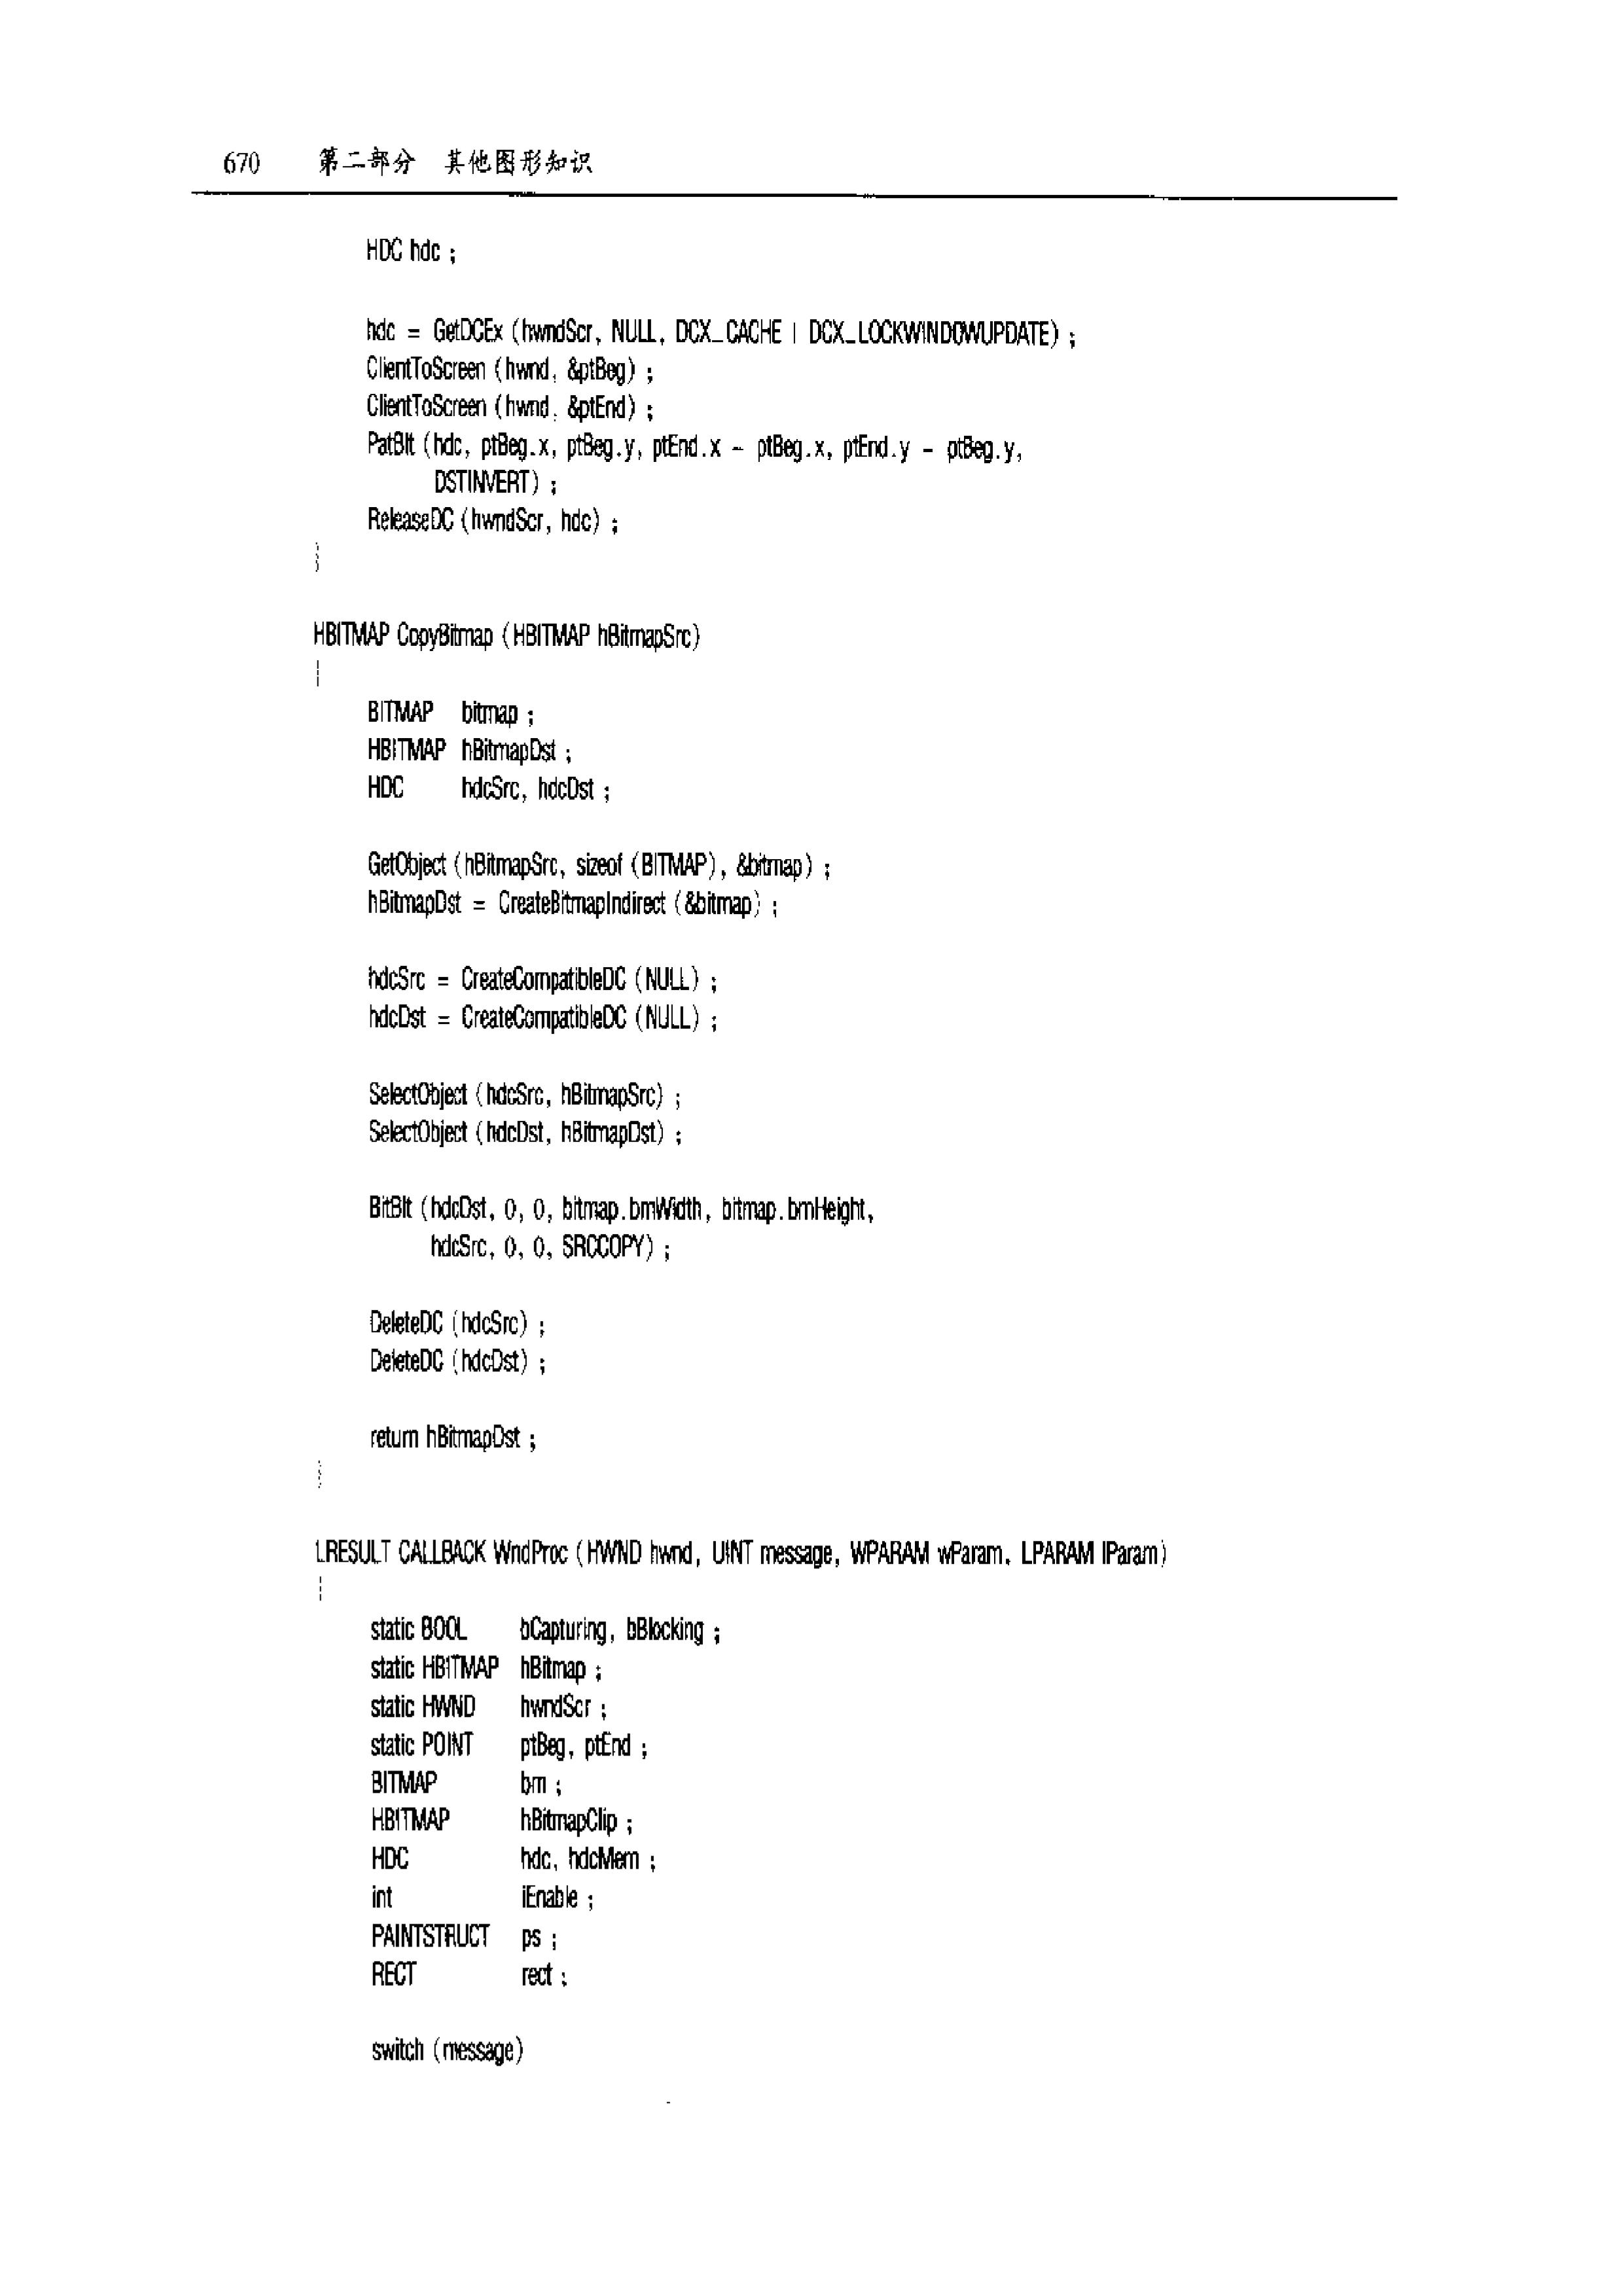 670 第二部分 其他图形知识
HDC hdc ;
hdc = GetDCEx (hwndScr, NULL, DCX_CACHE | DCX_LOCKWINDOWUPDATE) ;
ClientToScreen (hwnd, &ptBeg) ;
ClientToScreen (hwnd, &ptEnd) ;
PatBlt (hdc, ptBeg.x, ptBeg.y, ptEnd.x - ptBeg.x, ptEnd.y - ptBeg.y,
DSTINVERT) ;
ReleaseDC (hwndScr, hdc) ;
}
HBITMAP CopyBitmap (HBITMAP hBitmapSrc)
{
BITMAP bitmap ;
HBITMAP hBitmapDst ;
HDC hdcSrc, hdcDst ;
GetObject (hBitmapSrc, sizeof (BITMAP), &bitmap) ;
hBitmapDst = CreateBitmapIndirect (&bitmap) ;
hdcSrc = CreateCompatibleDC (NULL) ;
hdcDst = CreateCompatibleDC (NULL) ;
SelectObject (hdcSrc, hBitmapSrc) ;
SelectObject (hdcDst, hBitmapDst) ;
BitBlt (hdcDst, 0, 0, bitmap.bmWidth, bitmap.bmHeight,
hdcSrc, 0, 0, SRCCOPY) ;
DeleteDC (hdcSrc) ;
DeleteDC (hdcDst) ;
return hBitmapDst ;
}
LRESULT CALLBACK WndProc (HWND hwnd, UINT message, WPARAM wParam, LPARAM lParam)
{
static BOOL bCapturing, bBlocking ;
static HBITMAP hBitmap ;
static HWND hwndScr ;
static POINT ptBeg, ptEnd ;
BITMAP bm ;
HBITMAP hBitmapClip ;
HDC hdc, hdcMem ;
int iEnable ;
PAINTSTRUCT ps ;
RECT rect ;
switch (message)